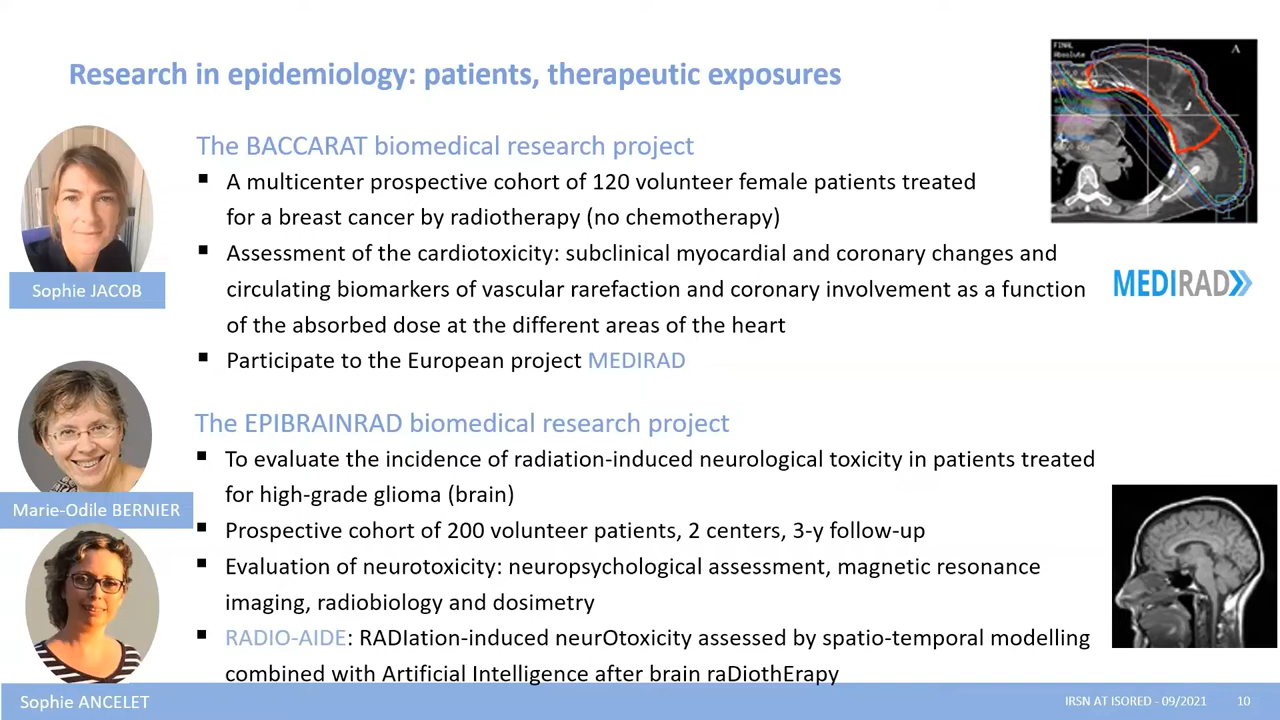 Research in epidemiology: patients, therapeutic exposures
FINAL
Absolute
A
The BACCARAT biomedical research project
A multicenter prospective cohort of 120 volunteer female patients treated
for a breast cancer by radiotherapy (no chemotherapy)
Assessment of the cardiotoxicity: subclinical myocardial and coronary changes and
circulating biomarkers of vascular rarefaction and coronary involvement as a function
of the absorbed dose at the different areas of the heart
Participate to the European project MEDIRAD
Sophie JACOB
MEDIRAD
The EPIBRAINRAD biomedical research project
To evaluate the incidence of radiation-induced neurological toxicity in patients treated
for high-grade glioma (brain)
Prospective cohort of 200 volunteer patients, 2 centers, 3-y follow-up
Evaluation of neurotoxicity: neuropsychological assessment, magnetic resonance
imaging, radiobiology and dosimetry
RADIO-AIDE: RADIation-induced neurOtoxicity assessed by spatio-temporal modelling
combined with Artificial Intelligence after brain raDiothErapy
Marie-Odile BERNIER
Sophie ANCELET
IRSN AT ISORED - 09/2021
10